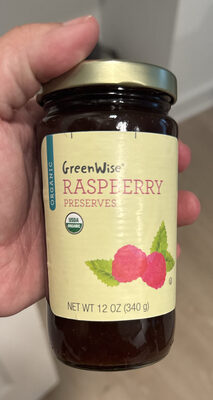 ORGANIC
GreenWise®
RASPBERRY
PRESERVES
USDA
ORGANIC
NET WT 12 OZ (340 g)